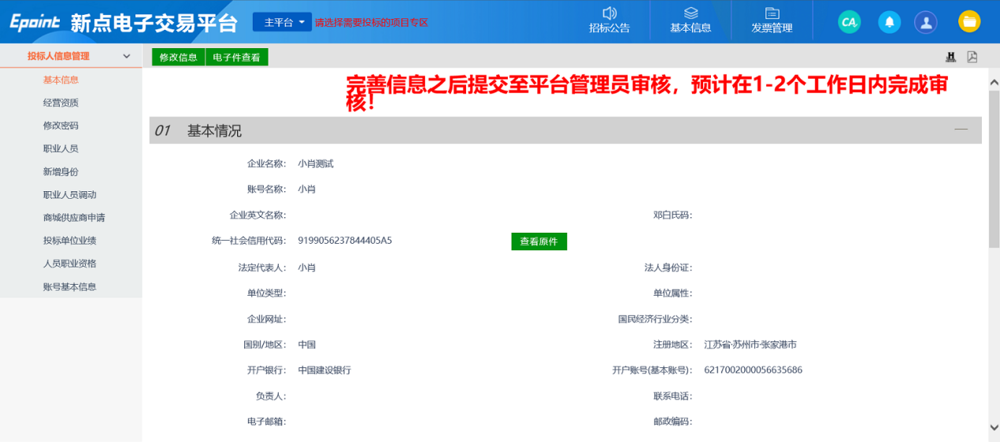 Epoint 新点电子交易平台 主平台 请选择需要投标的项目专区 招标公告 基本信息 发票管理 CA
投标人信息管理 修改信息 电子件查看
基本信息
经营资质
修改密码
职业人员
新增身份
职业人员调动
商城供应商申请
投标单位业绩
人员职业资格
账号基本信息
完善信息之后提交至平台管理员审核，预计在1-2个工作日内完成审
核！
01 基本情况
企业名称： 小肖测试
账号名称： 小肖
企业英文名称： 邓白氏码：
统一社会信用代码： 9199056237844405A5 查看原件
法定代表人： 小肖 法人身份证：
单位类型： 单位属性：
企业网址： 国民经济行业分类：
国别/地区： 中国 注册地区： 江苏省·苏州市·张家港市
开户银行： 中国建设银行 开户账号(基本账号)： 6217002000056635686
负责人： 联系电话：
电子邮箱： 邮政编码：